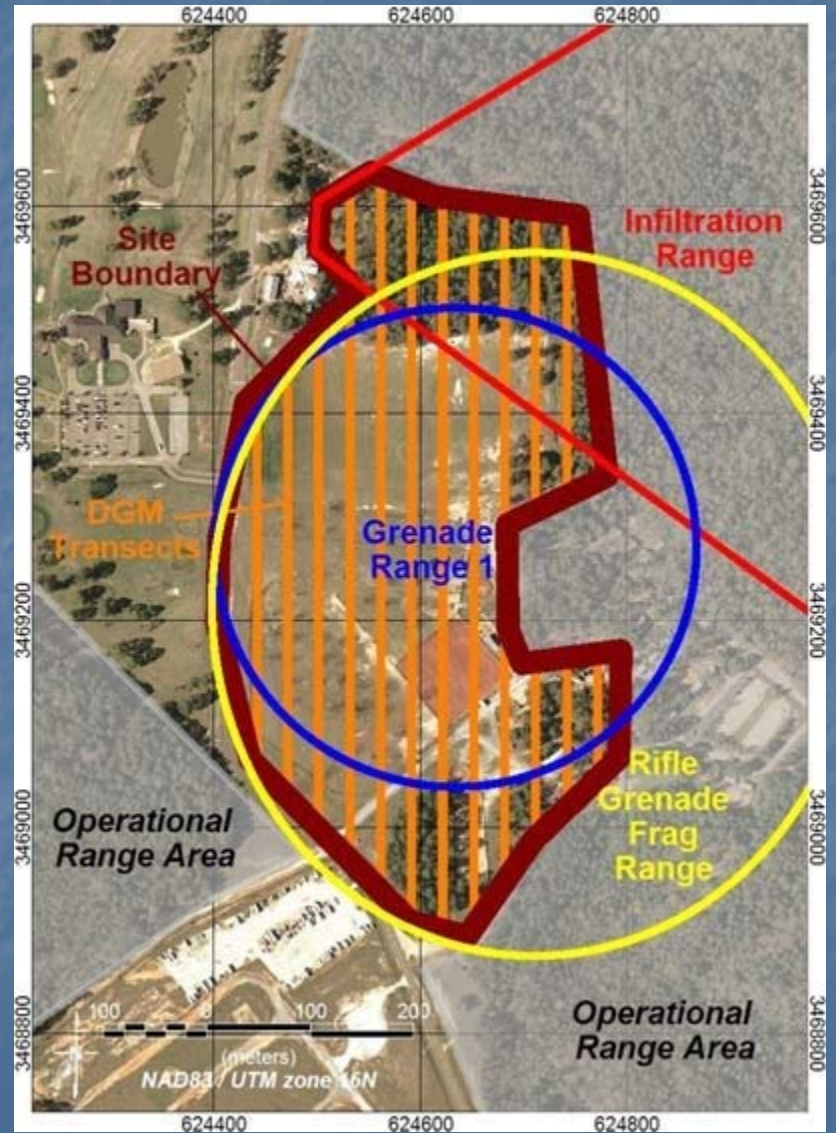 624400
624600
624800
3469600
3469600
Infiltration
Range
Site
Boundary
3469400
3469400
DGM
Transects
Grenade
Range 1
3469200
3469200
Rifle
Grenade
Frag
Range
3469000
3469000
Operational
Range Area
3468800
3468800
100
0
100
200
(meters)
NAD83 / UTM zone 16N
Operational
Range Area
624400
624600
624800